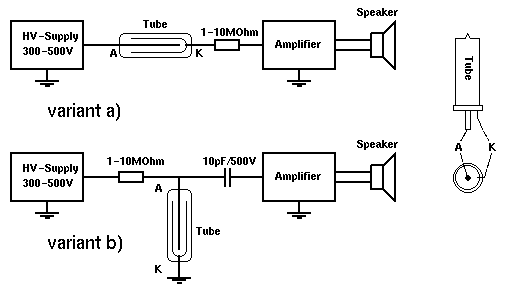 Speaker
Tube
1-10MOhm
HV-Supply
300-500V
A
K
Amplifier
variant a)
Tube
A
K
Speaker
1-10MOhm
10pF/500V
HV-Supply
300-500V
A
Amplifier
Tube
K
variant b)